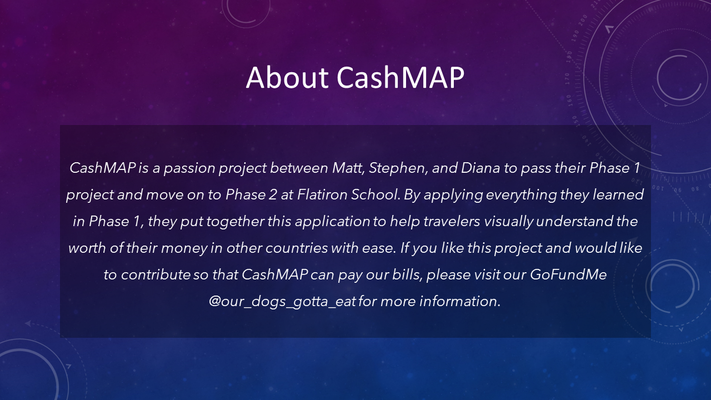 About CashMAP
CashMAP is a passion project between Matt, Stephen, and Diana to pass their Phase 1
project and move on to Phase 2 at Flatiron School. By applying everything they learned
in Phase 1, they put together this application to help travelers visually understand the
worth of their money in other countries with ease. If you like this project and would like
to contribute so that CashMAP can pay our bills, please visit our GoFundMe
@our_dogs_gotta_eat for more information.